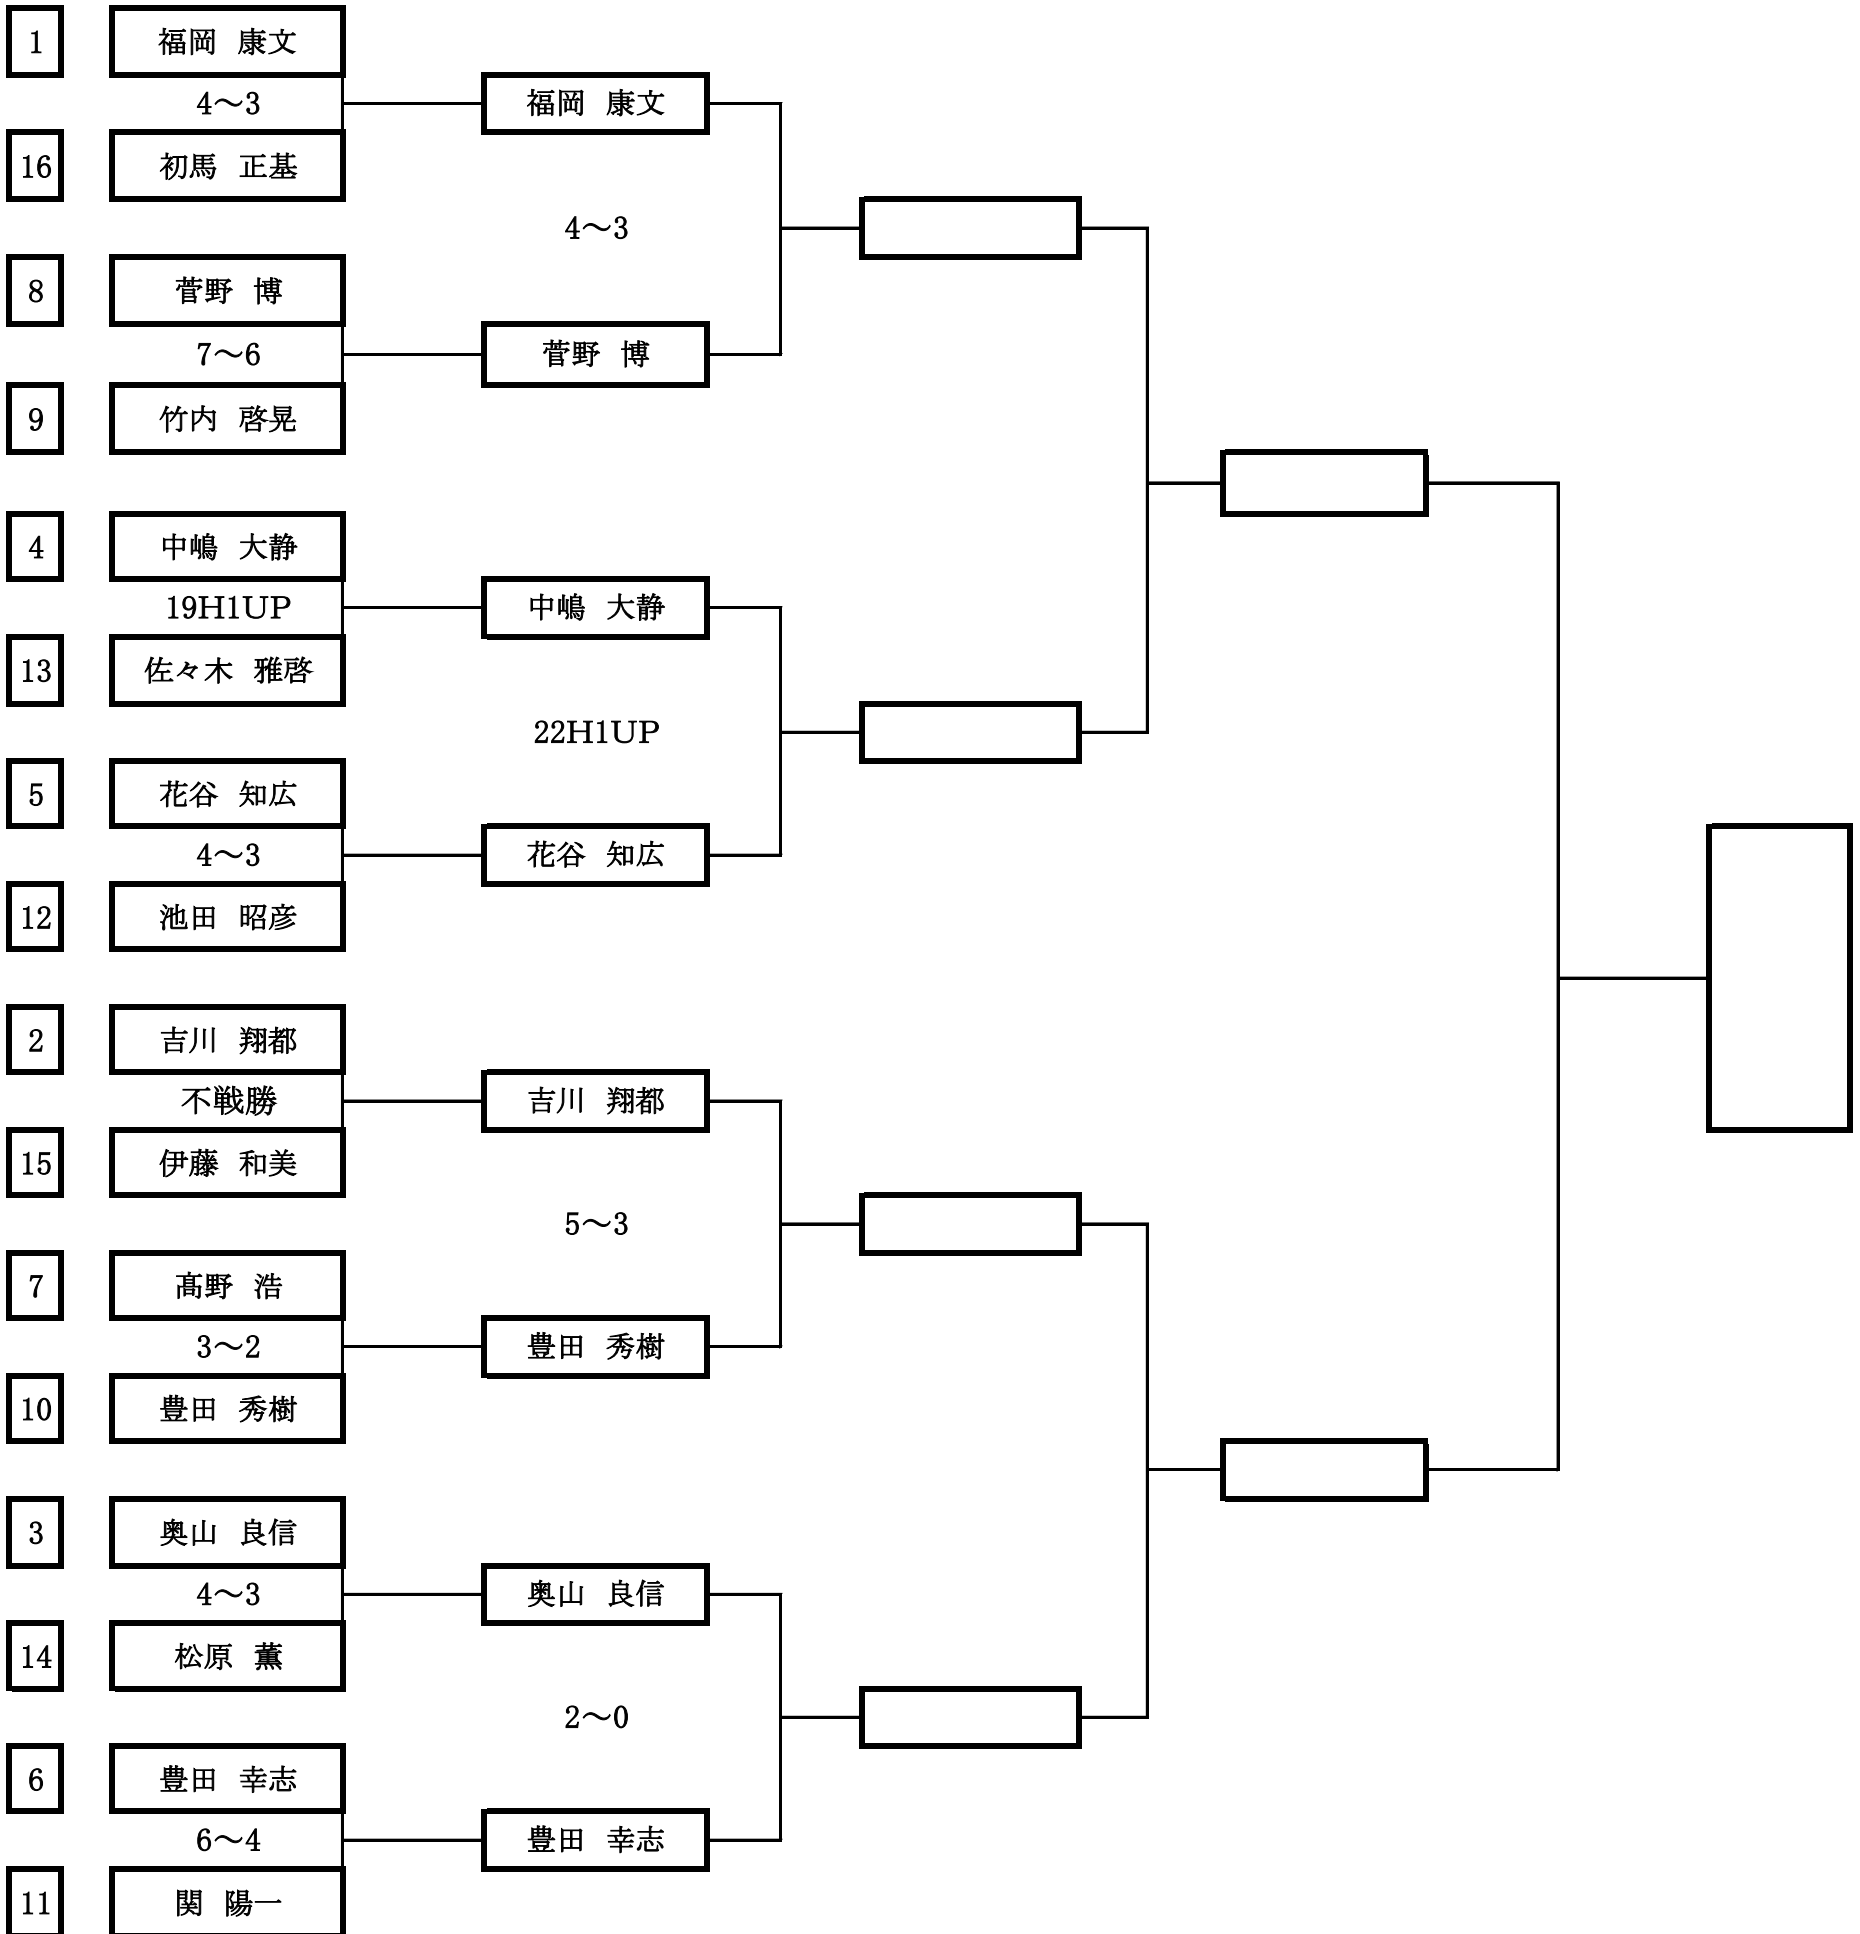 1 福岡 康文
4～3 福岡 康文
16 初馬 正基
4～3
8 菅野 博
7～6 菅野 博
9 竹内 啓晃
4 中嶋 大静
19H1UP 中嶋 大静
13 佐々木 雅啓
22H1UP
5 花谷 知広
4～3 花谷 知広
12 池田 昭彦
2 吉川 翔都
不戦勝 吉川 翔都
15 伊藤 和美
5～3
7 髙野 浩
3～2 豊田 秀樹
10 豊田 秀樹
3 奥山 良信
4～3 奥山 良信
14 松原 薫
2～0
6 豊田 幸志
6～4 豊田 幸志
11 関 陽一